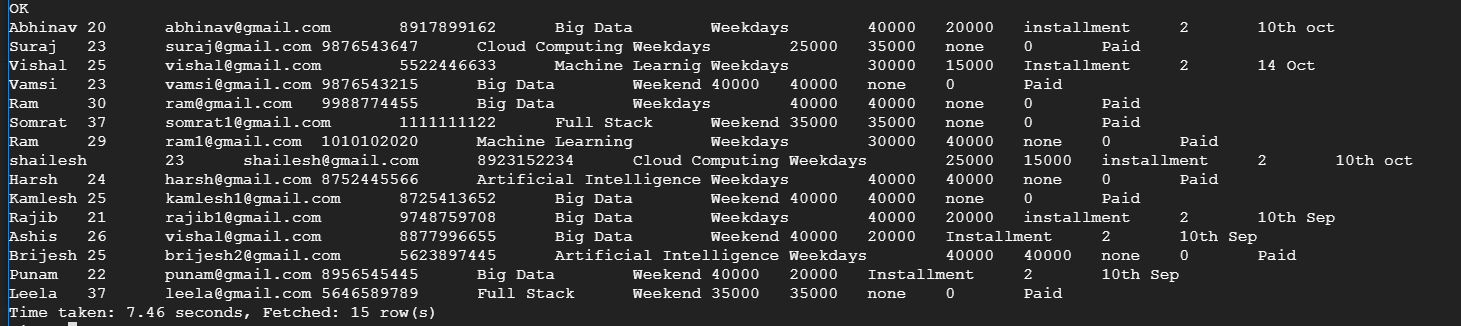 OK
Abhinav 20 abhinav@gmail.com 8917899162 Big Data Weekdays 40000 20000 installment 2 10th oct
Suraj 23 suraj@gmail.com 9876543647 Cloud Computing Weekdays 25000 35000 none 0 Paid
Vishal 25 vishal@gmail.com 5522446633 Machine Learnig Weekdays 30000 15000 Installment 2 14 Oct
Vamsi 23 vamsi@gmail.com 9876543215 Big Data Weekend 40000 40000 none 0 Paid
Ram 30 ram@gmail.com 9988774455 Big Data Weekdays 40000 40000 none 0 Paid
Somrat 37 somrat1@gmail.com 1111111122 Full Stack Weekend 35000 35000 none 0 Paid
Ram 29 ram1@gmail.com 1010102020 Machine Learning Weekdays 30000 40000 none 0 Paid
shailesh 23 shailesh@gmail.com 8923152234 Cloud Computing Weekdays 25000 15000 installment 2 10th oct
Harsh 24 harsh@gmail.com 8752445566 Artificial Intelligence Weekdays 40000 40000 none 0 Paid
Kamlesh 25 kamlesh1@gmail.com 8725413652 Big Data Weekend 40000 40000 none 0 Paid
Rajib 21 rajib1@gmail.com 9748759708 Big Data Weekdays 40000 20000 installment 2 10th Sep
Ashis 26 vishal@gmail.com 8877996655 Big Data Weekend 40000 20000 Installment 2 10th Sep
Brijesh 25 brijesh2@gmail.com 5623897445 Artificial Intelligence Weekdays 40000 40000 none 0 Paid
Punam 22 punam@gmail.com 8956545445 Big Data Weekend 40000 20000 Installment 2 10th Sep
Leela 37 leela@gmail.com 5646589789 Full Stack Weekend 35000 35000 none 0 Paid
Time taken: 7.46 seconds, Fetched: 15 row(s)